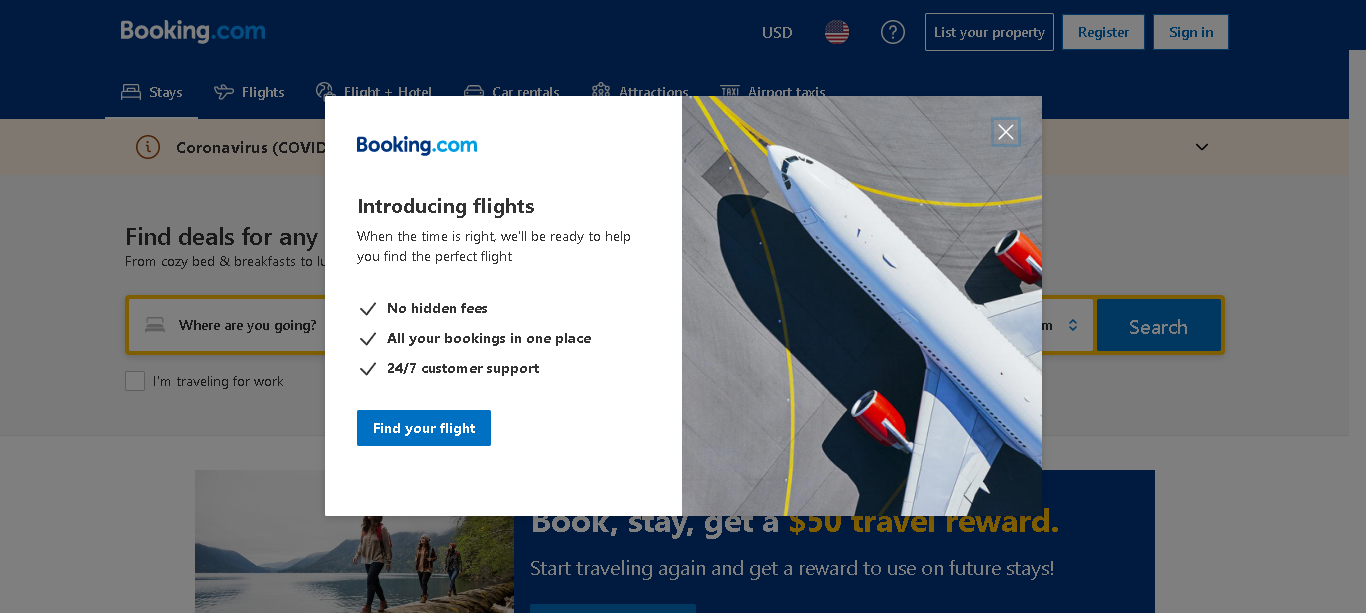 Booking.com
USD
List your property
Register
Sign in
Stays
Flights
Flight + Hotel
Car rentals
Attractions
TAXI
Airport taxis
Coronavirus (COVID
Booking.com
Introducing flights
When the time is right, we'll be ready to help
you find the perfect flight
No hidden fees
All your bookings in one place
24/7 customer support
Find your flight
Find deals for any
From cozy bed & breakfasts to lu
Where are you going?
m
Search
I'm traveling for work
Book, stay, get a $50 travel reward.
Start traveling again and get a reward to use on future stays!